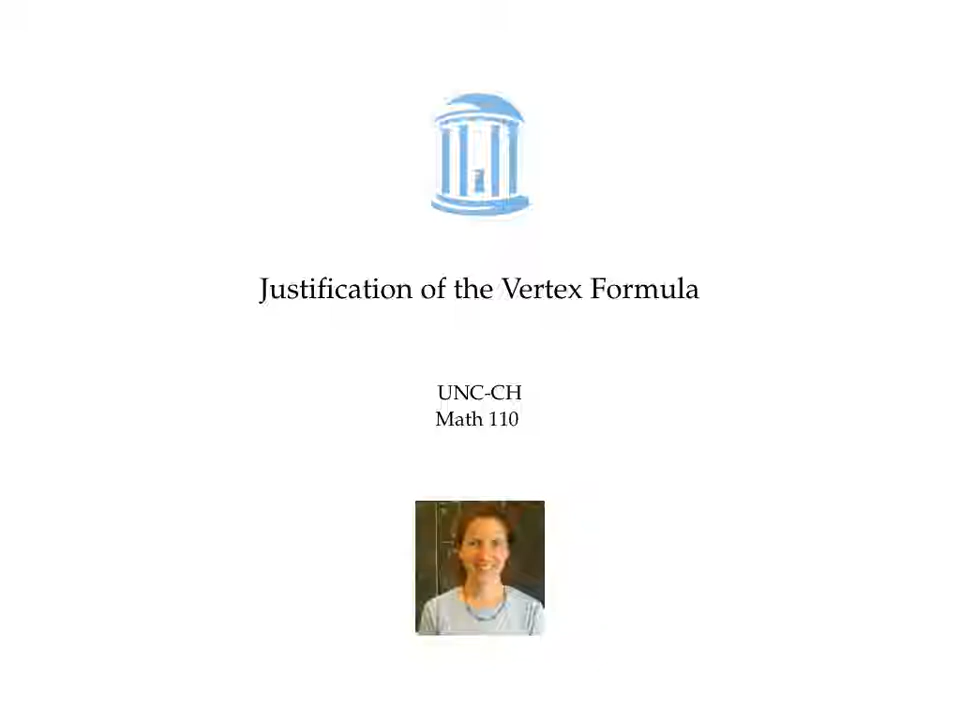 Justification of the Vertex Formula
UNC-CH
Math 110